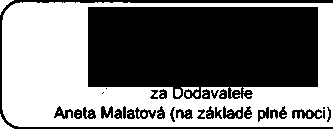 za Dodavatele
Aneta Malatová (na základě plné moci)